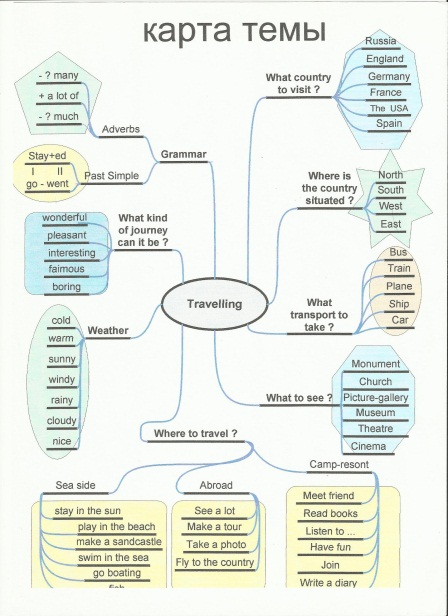 карта темы
- ? many
+ a lot of
- ? much
Adverbs
Grammar
Stay+ed
I II
go - went
Past Simple
What country
to visit ?
Russia
England
Germany
France
The USA
Spain
Where is
the country
situated ?
North
South
West
East
wonderful
pleasant
interesting
faimous
boring
What kind
of journey
can it be ?
Travelling
What
transport to
take ?
Bus
Train
Plane
Ship
Car
cold
warm
sunny
windy
rainy
cloudy
nice
Weather
What to see ?
Monument
Church
Picture-gallery
Museum
Theatre
Cinema
Where to travel ?
Sea side
stay in the sun
play in the beach
make a sandcastle
swim in the sea
go boating
fish
Abroad
See a lot
Make a tour
Take a photo
Fly to the country
Camp-resont
Meet friend
Read books
Listen to ...
Have fun
Join
Write a diary